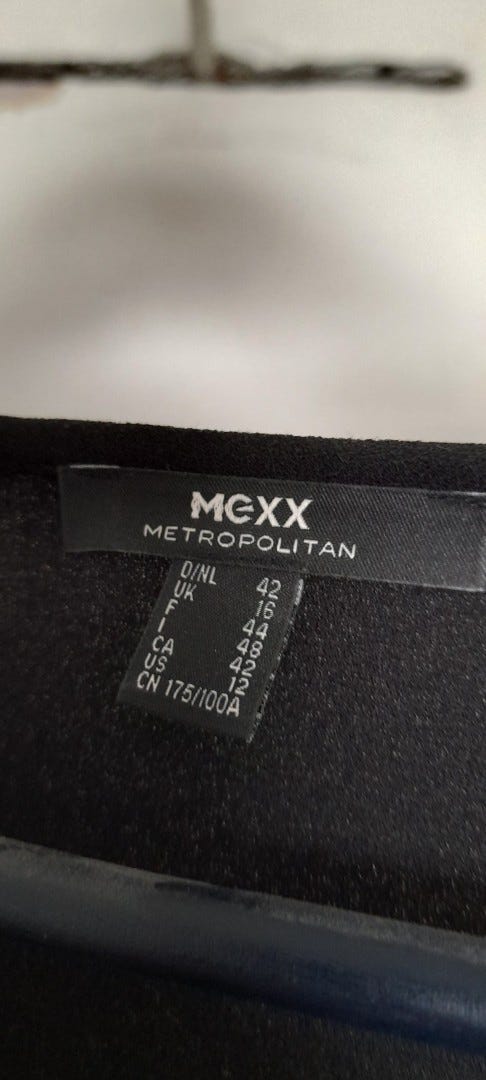 MEXX
METROPOLITAN
D/NL 42
UK 16
F 44
I 48
CA 42
US 12
CN 175/100A